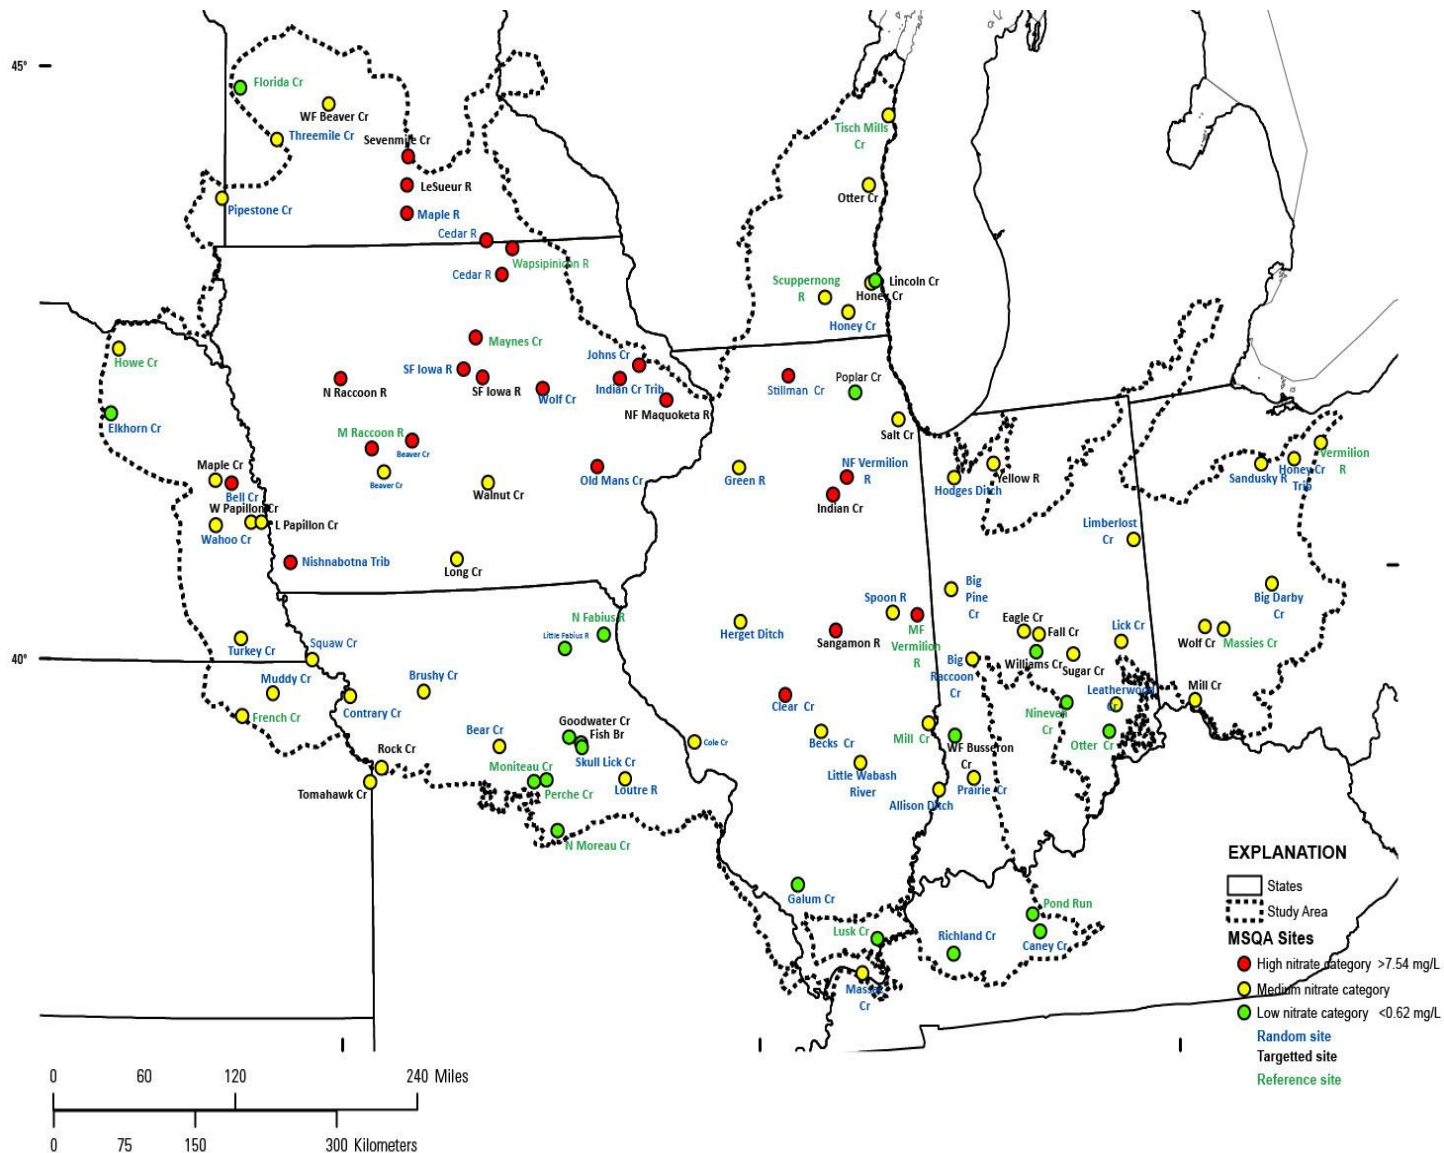 45°
Florida Cr
WF Beaver Cr
Threemile Cr
Sevenmile Cr
LeSueur R
Pipestone Cr
Maple R
Cedar R
Wapsipinicon R
Cedar R
Tisch Mills
Cr
Otter Cr
Scuppernong
R
Lincoln Cr
Honey Cr
Honey Cr
Howe Cr
Elkhorn Cr
Maynes Cr
SF Iowa R
SF Iowa R
N Raccoon R
Johns Cr
Indian Cr Trib
Wolf Cr
NF Maquoketa R
Stillman Cr
Poplar Cr
Salt Cr
M Raccoon R
Beaver Cr
Beaver Cr
Walnut Cr
Old Mans Cr
Green R
NF Vermilion
R
Indian Cr
Hodges Ditch
Yellow R
Vermilion
R
Sandusky R
Honey Cr
Trib
Maple Cr
Bell Cr
W Papillon Cr
L Papillon Cr
Wahoo Cr
Nishnabotna Trib
Long Cr
Limberlost
Cr
Big
Pine
Cr
Big Darby
Cr
Spoon R
MF
Vermilion
R
Herget Ditch
Sangamon R
N Fabius R
Little Fabius R
Eagle Cr
Fall Cr
Lick Cr
Wolf Cr
Massies Cr
Williams Cr
Sugar Cr
40°
Turkey Cr
Squaw Cr
Muddy Cr
French Cr
Contrary Cr
Brushy Cr
Big
Raccoon
Cr
Leatherwood
Cr
Mill Cr
Nineveh
Cr
Otter Cr
Clear Cr
Becks Cr
Mill Cr
WF Busseron
Cr
Bear Cr
Goodwater Cr
Fish Br
Skull Lick Cr
Cole Cr
Rock Cr
Tomahawk Cr
Moniteau Cr
Perche Cr
Loutre R
Little Wabash
River
Allison Ditch
Prairie Cr
N Moreau Cr
Galum Cr
Lusk Cr
Massac
Cr
Richland Cr
Pond Run
Caney Cr
EXPLANATION
States
Study Area
MSQA Sites
High nitrate category >7.54 mg/L
Medium nitrate category
Low nitrate category <0.62 mg/L
Random site
Targetted site
Reference site
0 60 120 240 Miles
0 75 150 300 Kilometers